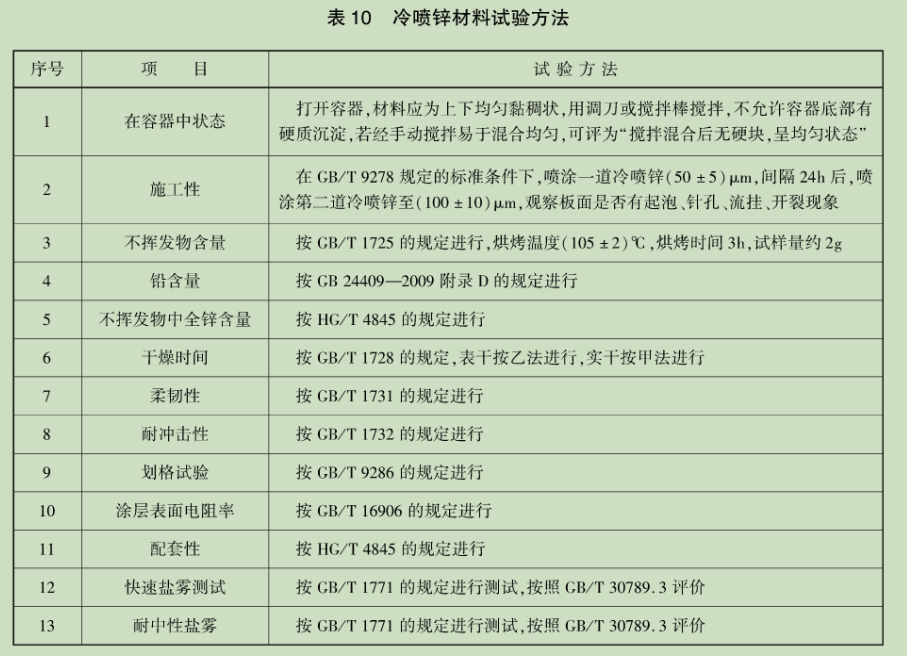 表 10 冷喷锌材料试验方法
序号 项 目 试 验 方 法
1 在容器中状态 打开容器,材料应为上下均匀黏稠状,用调刀或搅拌棒搅拌,不允许容器底部有
硬质沉淀,若经手动搅拌易于混合均匀,可评为“搅拌混合后无硬块,呈均匀状态”
2 施工性 在 GB/T 9278 规定的标准条件下,喷涂一道冷喷锌(50 ±5)μm,间隔 24h 后,喷
涂第二道冷喷锌至(100 ±10)μm,观察板面是否有起泡、针孔、流挂、开裂现象
3 不挥发物含量 按 GB/T 1725 的规定进行,烘烤温度(105 ±2)℃,烘烤时间 3h,试样量约 2g
4 铅含量 按 GB 24409—2009 附录 D 的规定进行
5 不挥发物中全锌含量 按 HG/T 4845 的规定进行
6 干燥时间 按 GB/T 1728 的规定,表干按乙法进行,实干按甲法进行
7 柔韧性 按 GB/T 1731 的规定进行
8 耐冲击性 按 GB/T 1732 的规定进行
9 划格试验 按 GB/T 9286 的规定进行
10 涂层表面电阻率 按 GB/T 16906 的规定进行
11 配套性 按 HG/T 4845 的规定进行
12 快速盐雾测试 按 GB/T 1771 的规定进行测试,按照 GB/T 30789.3 评价
13 耐中性盐雾 按 GB/T 1771 的规定进行测试,按照 GB/T 30789.3 评价